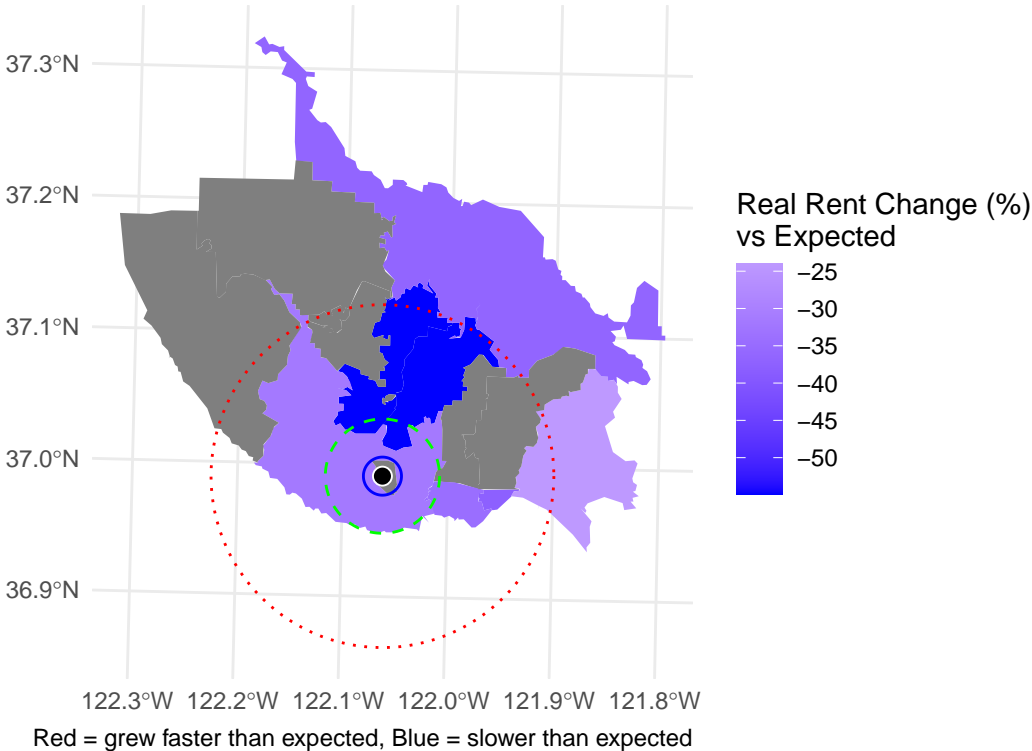 37.3°N
37.2°N
37.1°N
37.0°N
36.9°N
122.3°W 122.2°W 122.1°W 122.0°W 121.9°W 121.8°W
Real Rent Change (%)
vs Expected
−25
−30
−35
−40
−45
−50
Red = grew faster than expected, Blue = slower than expected